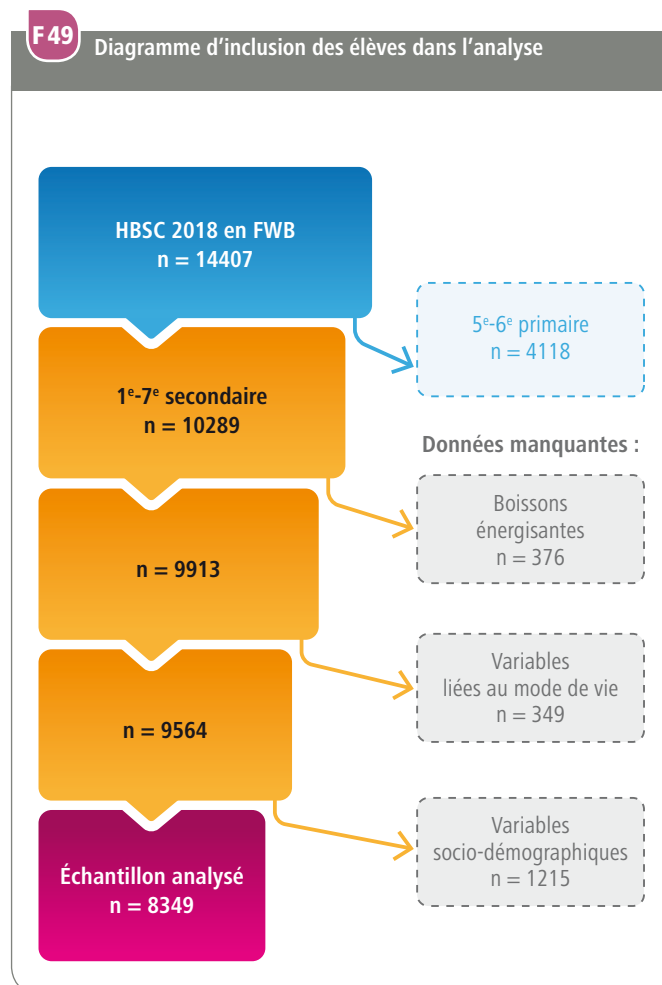 F 49
Diagramme d'inclusion des élèves dans l'analyse
HBSC 2018 en FWB
n = 14407
5e-6e primaire
n = 4118
1e-7e secondaire
n = 10289
Données manquantes :
Boissons
énergisantes
n = 376
n = 9913
Variables
liées au mode de vie
n = 349
n = 9564
Variables
socio-démographiques
n = 1215
Échantillon analysé
n = 8349